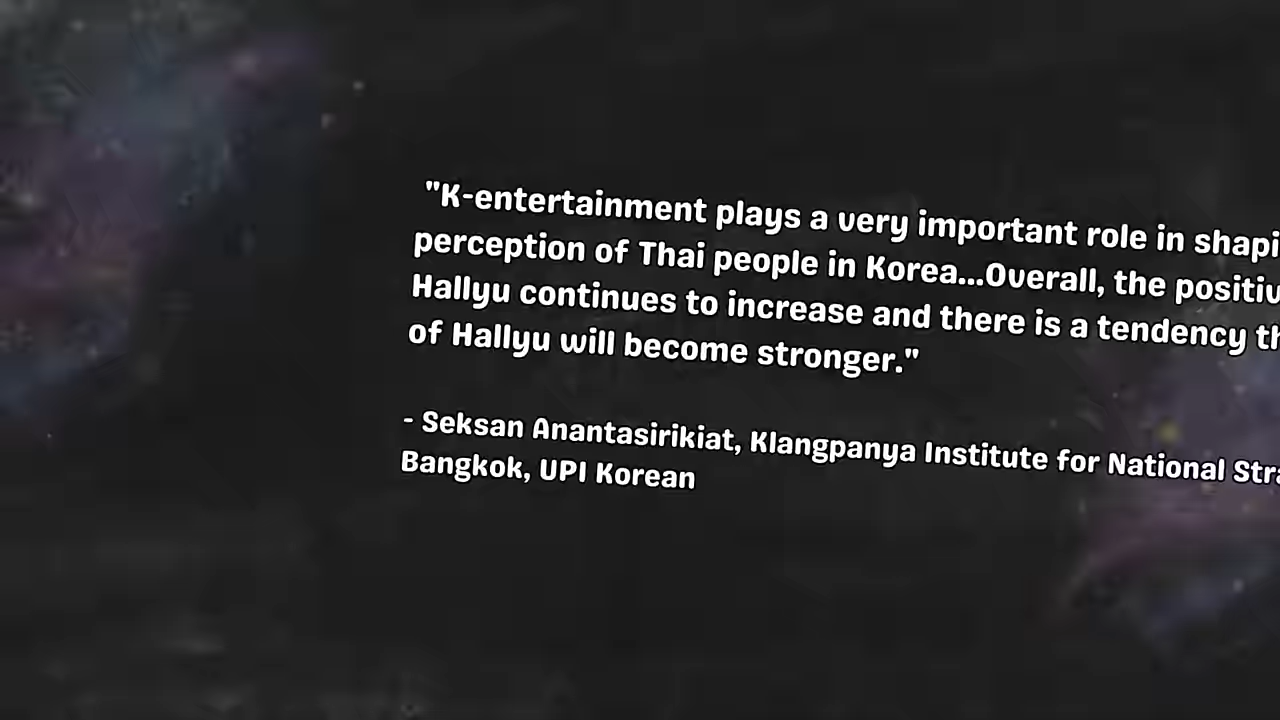 "K-entertainment plays a very important role in shapi
perception of Thai people in Korea...Overall, the positiv
Hallyu continues to increase and there is a tendency th
of Hallyu will become stronger."
- Seksan Anantasirikiat, Klangpanya Institute for National Stra
Bangkok, UPI Korean